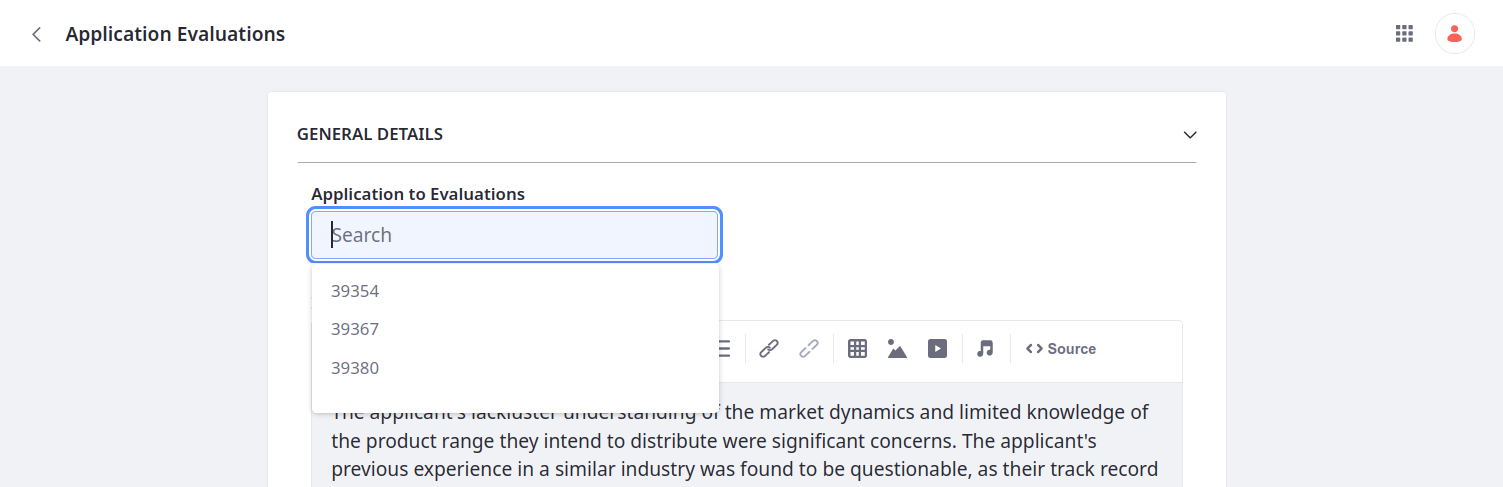 Application Evaluations
GENERAL DETAILS
Application to Evaluations
Search
39354
39367
39380
Source
The applicant's lackluster understanding of the market dynamics and limited knowledge of
the product range they intend to distribute were significant concerns. The applicant's
previous experience in a similar industry was found to be questionable, as their track record